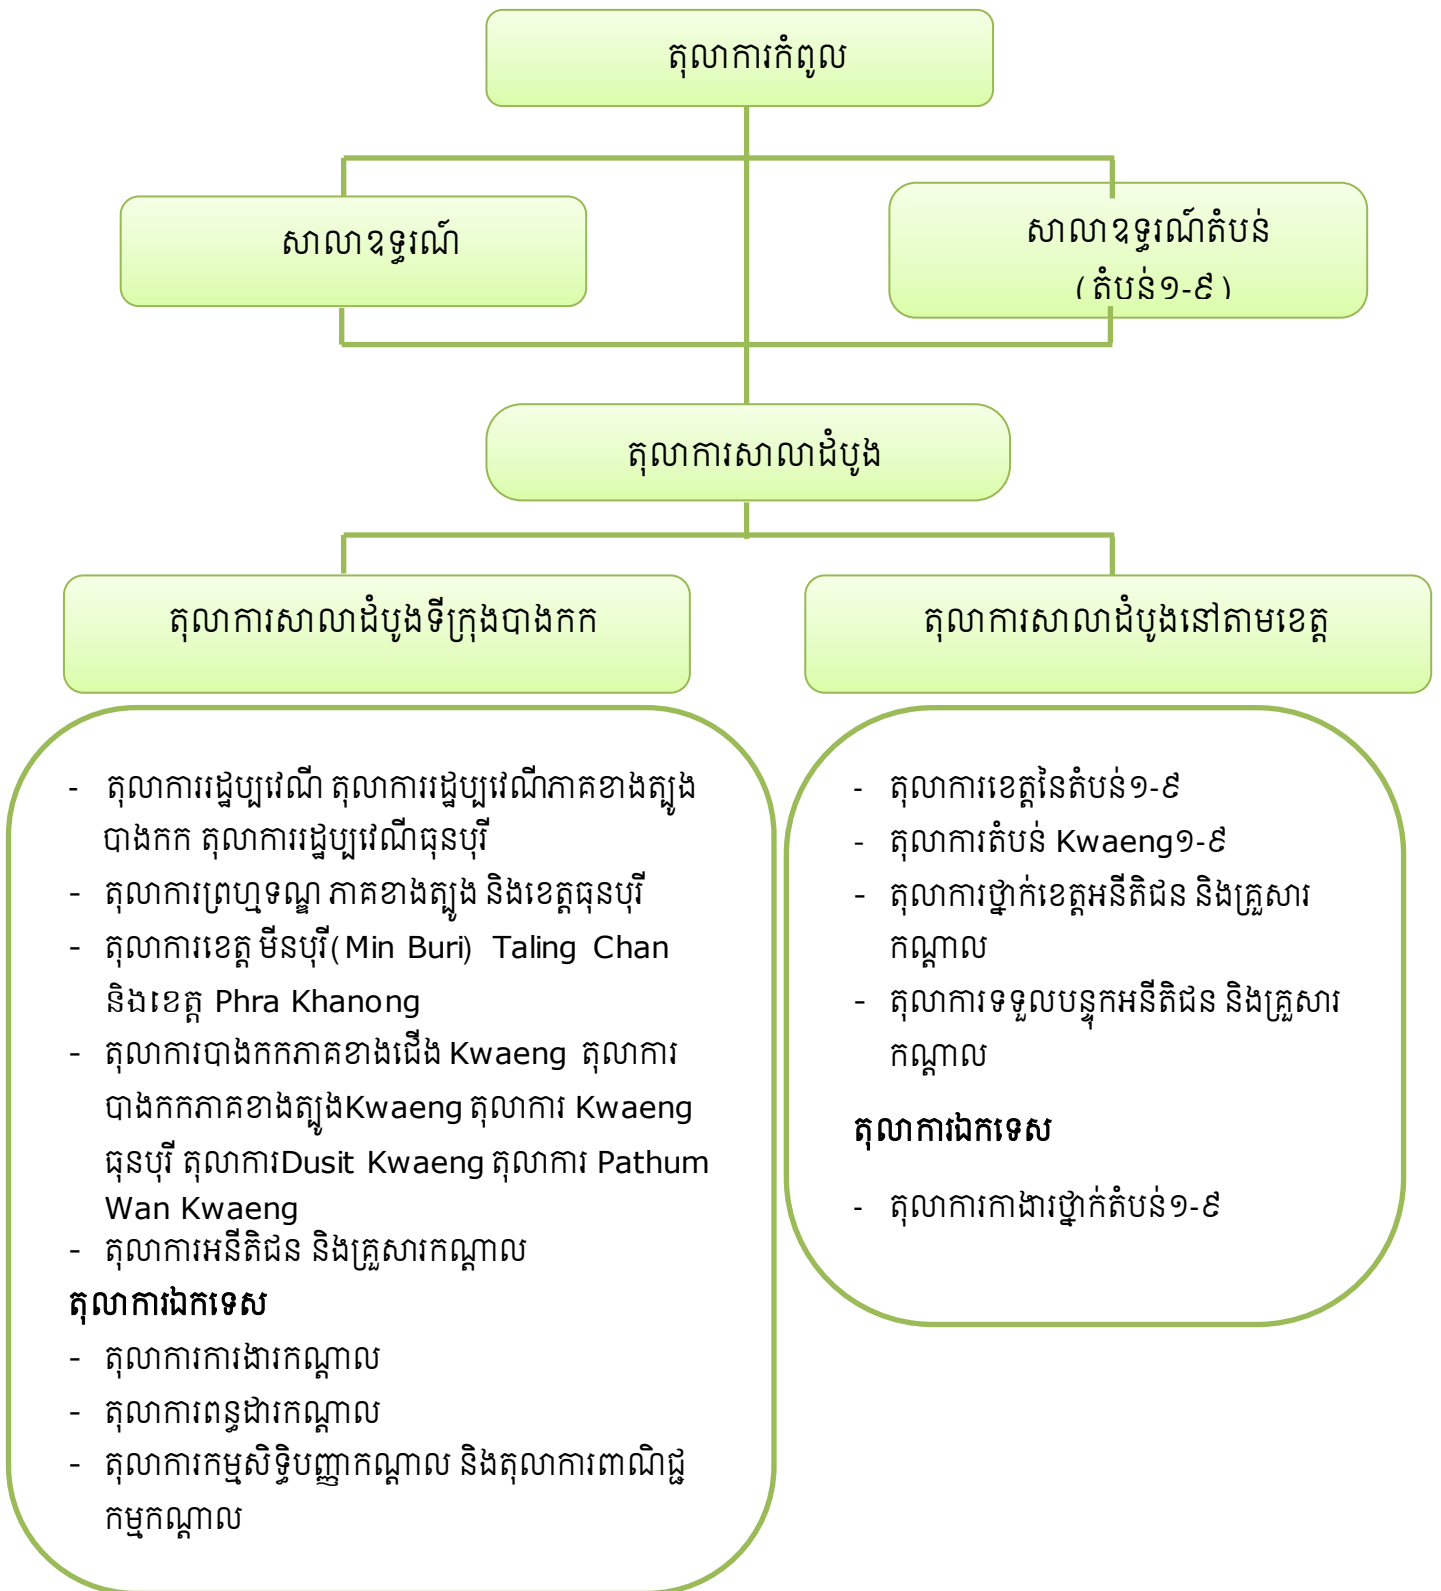 តុលាការកំពូល
សាលាឧទ្ធរណ៍
សាលាឧទ្ធរណ៍តំបន់
(តំបន់១-៩)
តុលាការសាលាដំបូង
តុលាការសាលាដំបូងទីក្រុងបាងកក
តុលាការសាលាដំបូងនៅតាមខេត្ត
- តុលាការរដ្ឋប្បវេណី តុលាការរដ្ឋប្បវេណីភាគខាងត្បូង
បាងកក តុលាការរដ្ឋប្បវេណីធុនបុរី
- តុលាការព្រហ្មទណ្ឌ ភាគខាងត្បូង និងខេត្តធុនបុរី
- តុលាការខេត្ត មីនបុរី(Min Buri) Taling Chan
និងខេត្ត Phra Khanong
- តុលាការបាងកកភាគខាងជើង Kwaeng តុលាការ
បាងកកភាគខាងត្បូងKwaeng តុលាការ Kwaeng
ធុនបុរី តុលាការDusit Kwaeng តុលាការ Pathum
Wan Kwaeng
- តុលាការអនីតិជន និងគ្រួសារកណ្តាល
តុលាការឯកទេស
- តុលាការការងារកណ្តាល
- តុលាការពន្ធដារកណ្តាល
- តុលាការកម្មសិទ្ធិបញ្ញាកណ្តាល និងតុលាការពាណិជ្ជ
កម្មកណ្តាល
- តុលាការខេត្តនៃតំបន់១-៩
- តុលាការតំបន់ Kwaeng១-៩
- តុលាការថ្នាក់ខេត្តអនីតិជន និងគ្រួសារ
កណ្តាល
- តុលាការទទួលបន្ទុកអនីតិជន និងគ្រួសារ
កណ្តាល
តុលាការឯកទេស
- តុលាការកាងារថ្នាក់តំបន់១-៩